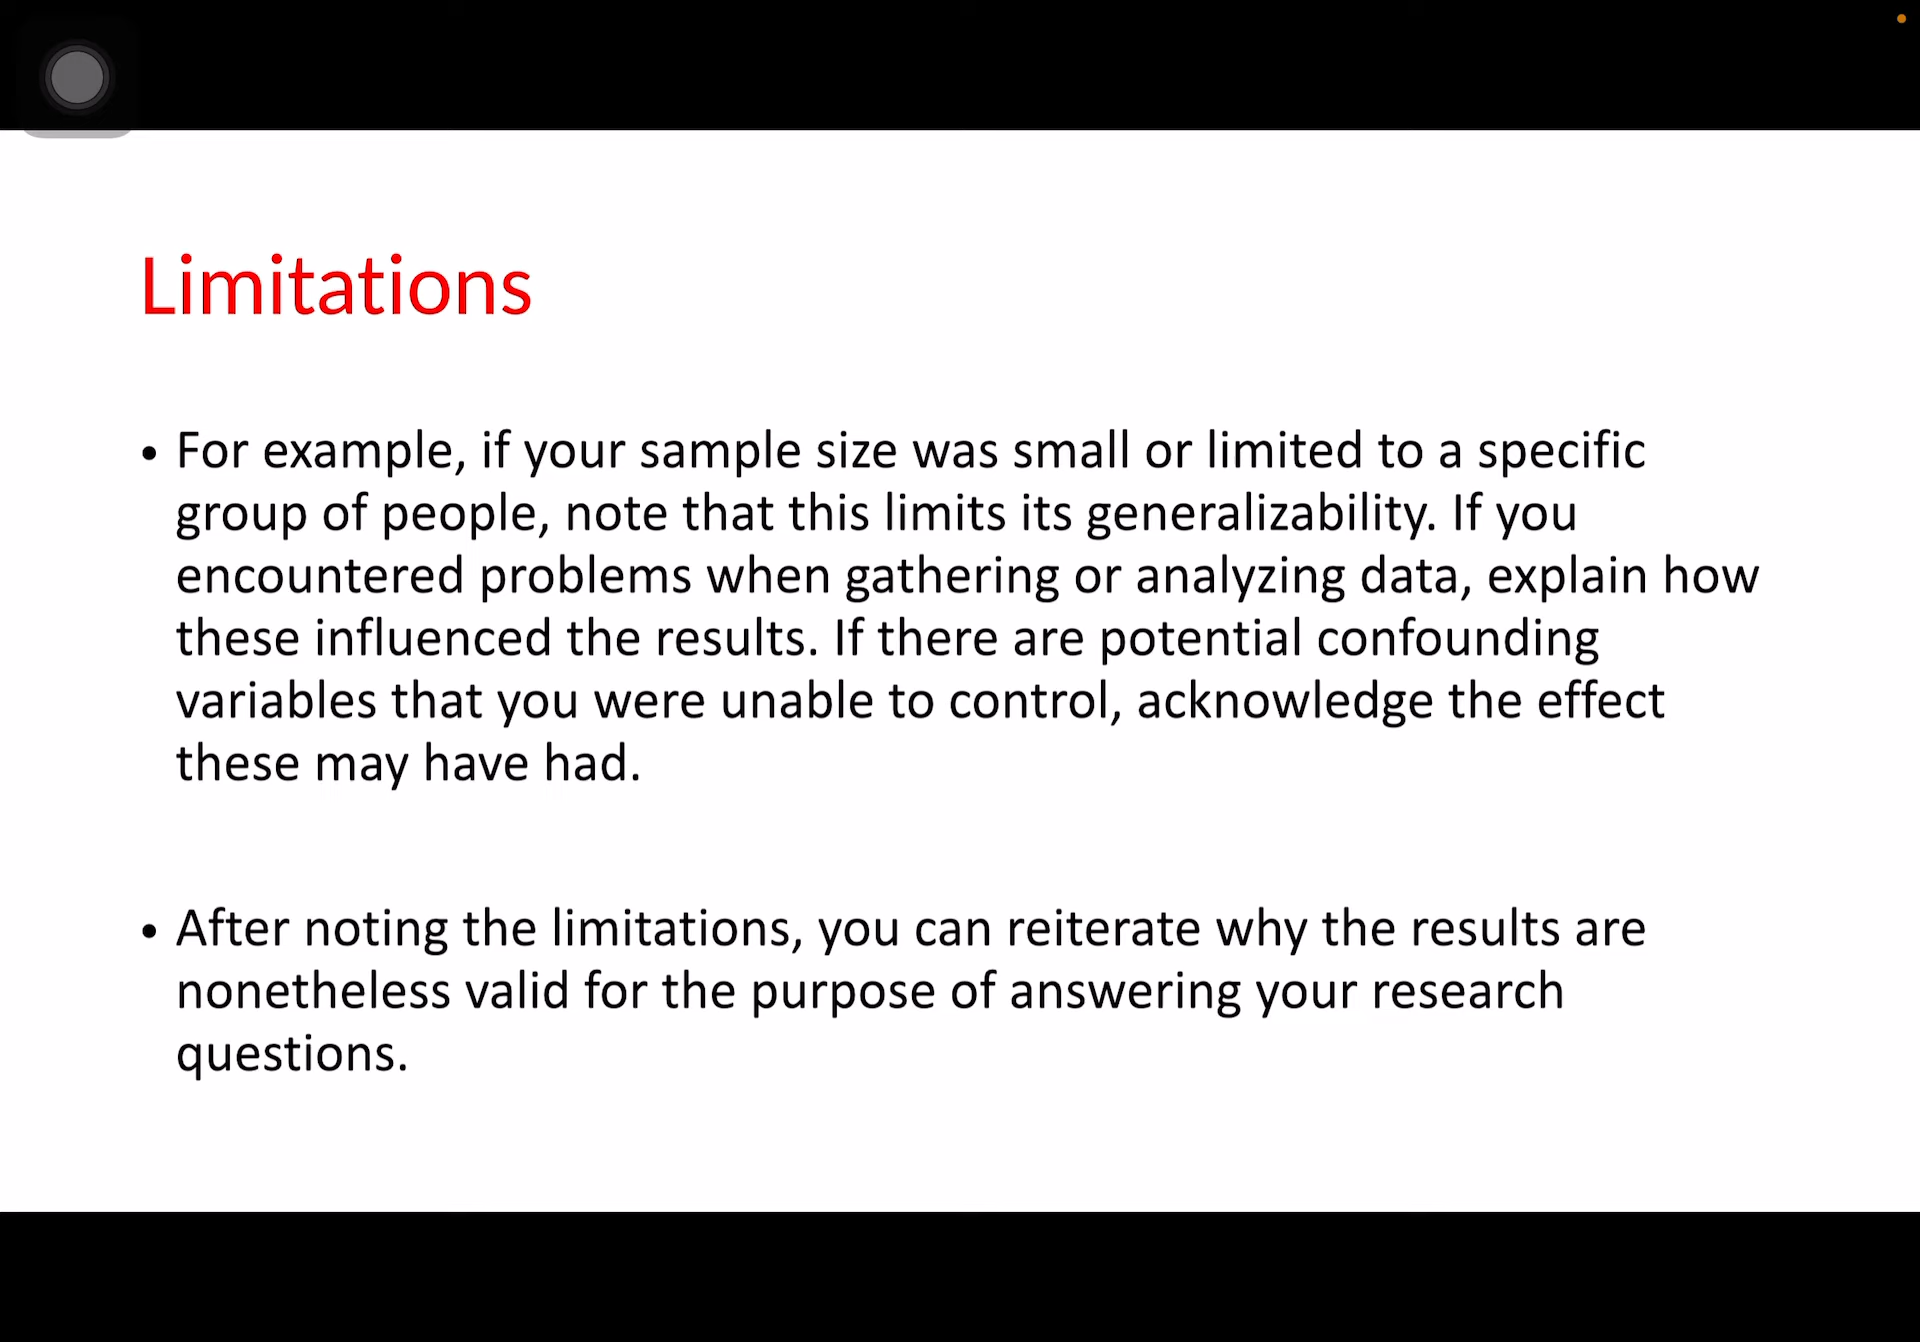 Limitations
• For example, if your sample size was small or limited to a specific
group of people, note that this limits its generalizability. If you
encountered problems when gathering or analyzing data, explain how
these influenced the results. If there are potential confounding
variables that you were unable to control, acknowledge the effect
these may have had.
• After noting the limitations, you can reiterate why the results are
nonetheless valid for the purpose of answering your research
questions.